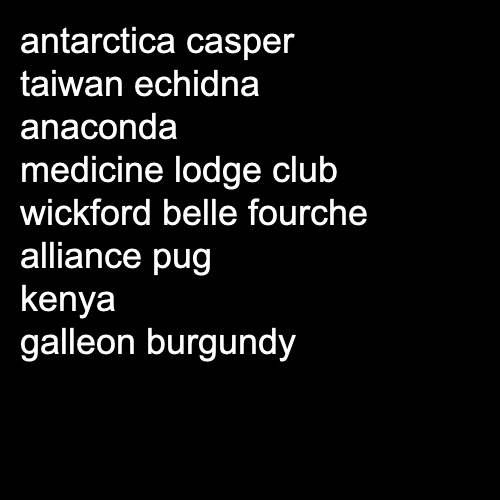 antarctica casper
taiwan echidna
anaconda
medicine lodge club
wickford belle fourche
alliance pug
kenya
galleon burgundy